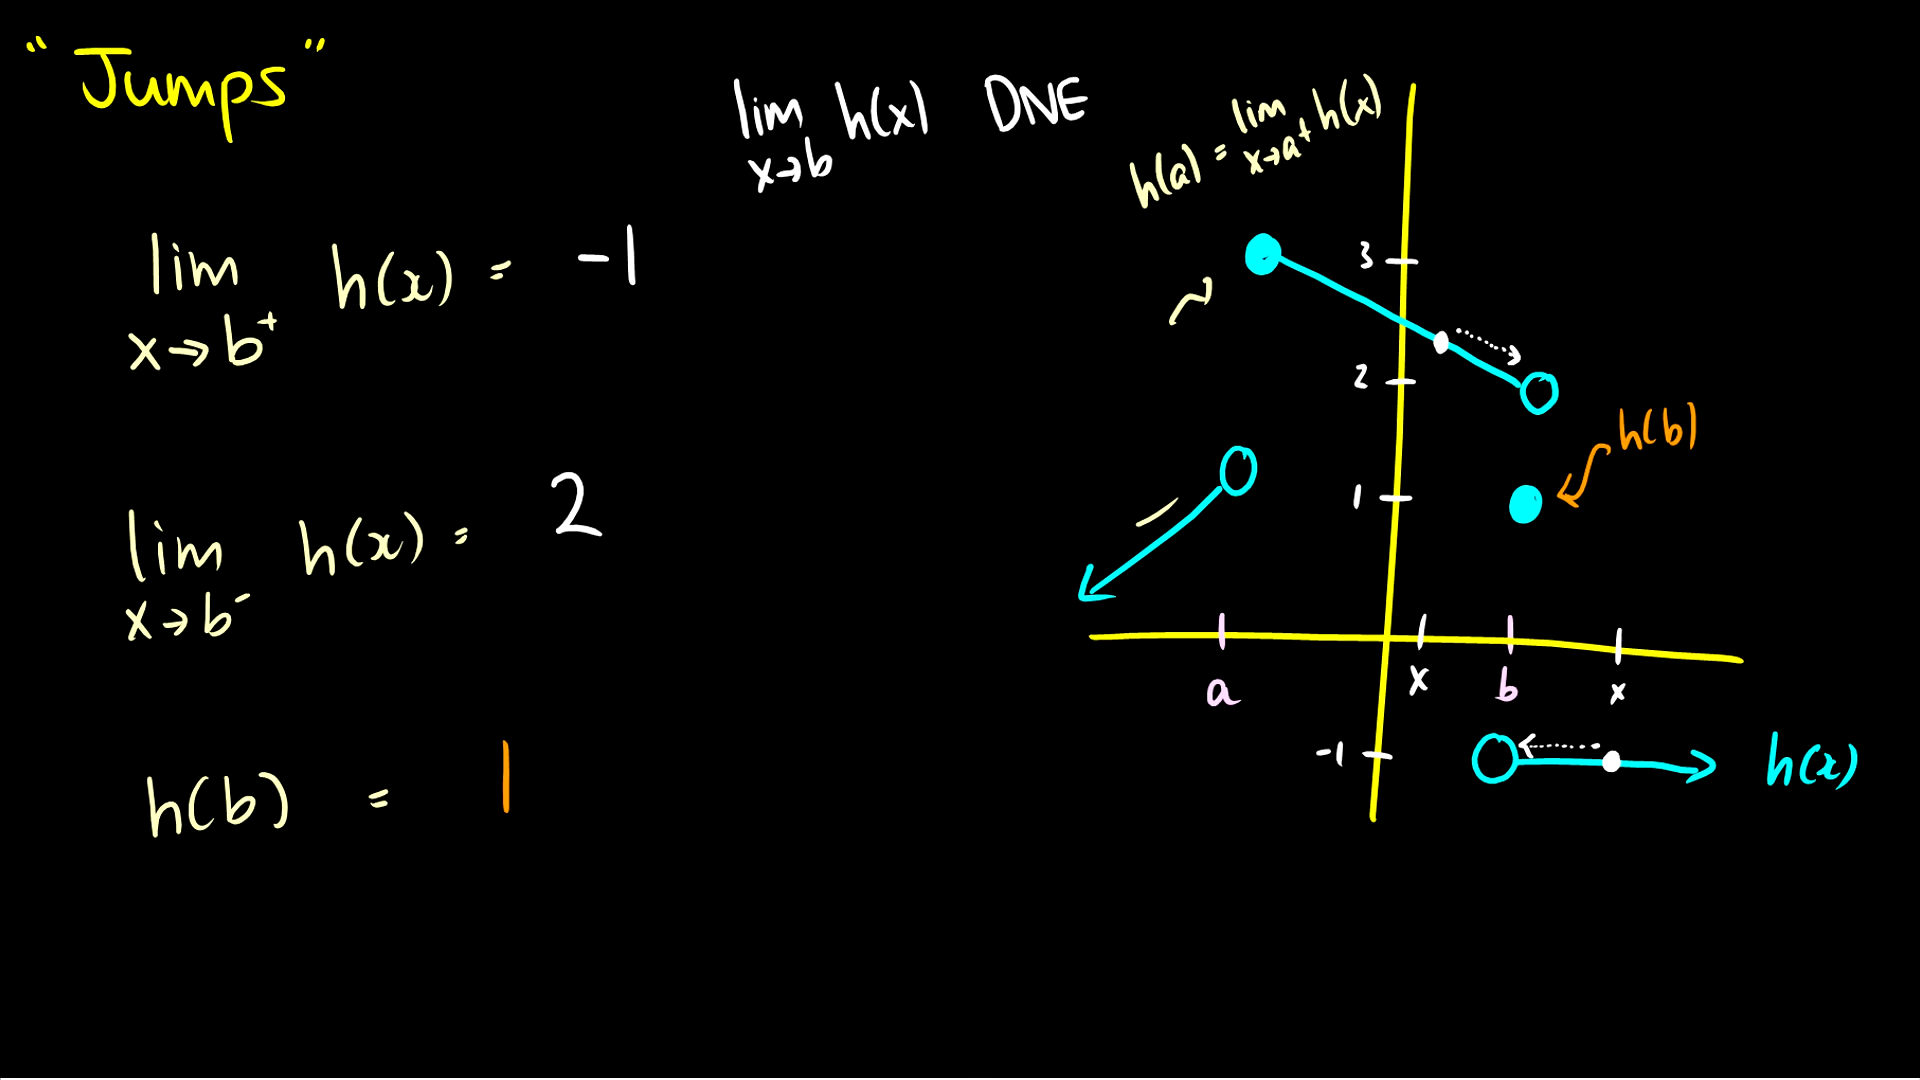 "Jumps"
lim x→b h(x) DNE
h(a) = lim x→a⁺ h(x)
lim x→b⁺ h(x) = -1
lim x→b⁻ h(x) = 2
h(b) = 1
3
2
1
-1
h(b)
a
x
b
x
h(x)